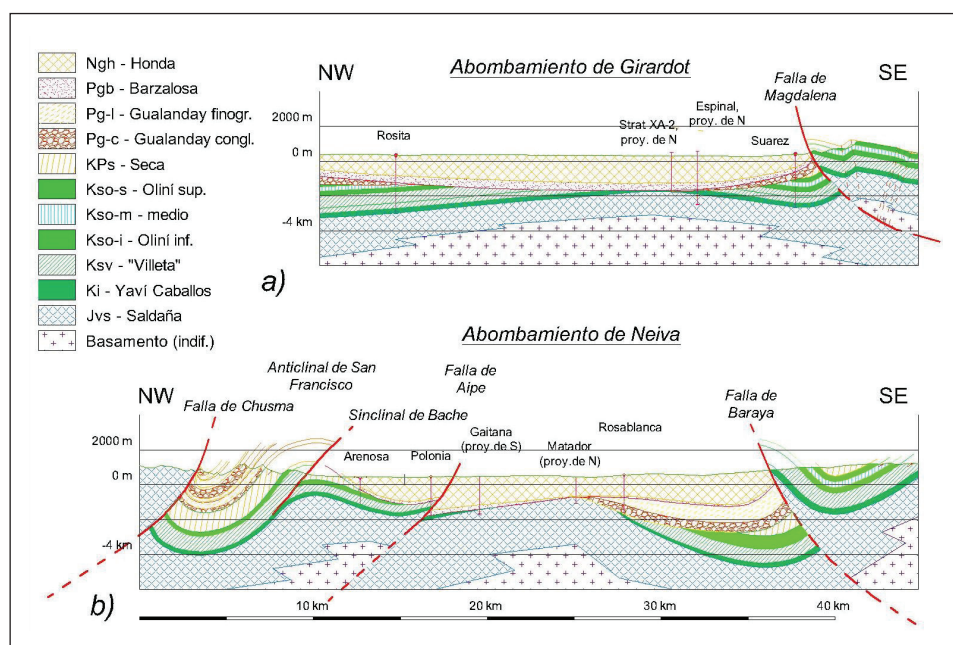 Ngh - Honda
Pgb - Barzalosa
Pg-l - Gualanday finogr.
Pg-c - Gualanday congl.
KPs - Seca
Kso-s - Oliní sup.
Kso-m - medio
Kso-i - Oliní inf.
Ksv - "Villeta"
Ki - Yaví Caballos
Jvs - Saldaña
Basamento (indif.)
NW
Abombamiento de Girardot
Falla de
Magdalena
SE
2000 m
0 m
-4 km
Rosita
Strat XA-2,
proy. de N
Espinal,
proy. de N
Suarez
a)
Abombamiento de Neiva
NW
Falla de Chusma
Anticlinal de San
Francisco
Sinclinal de Bache
Falla de
Aipe
Falla de
Baraya
SE
2000 m
0 m
-4 km
Arenosa
Polonia
Gaitana
(proy.de S)
Matador
(proy.de N)
Rosablanca
b)
10 km
20 km
30 km
40 km